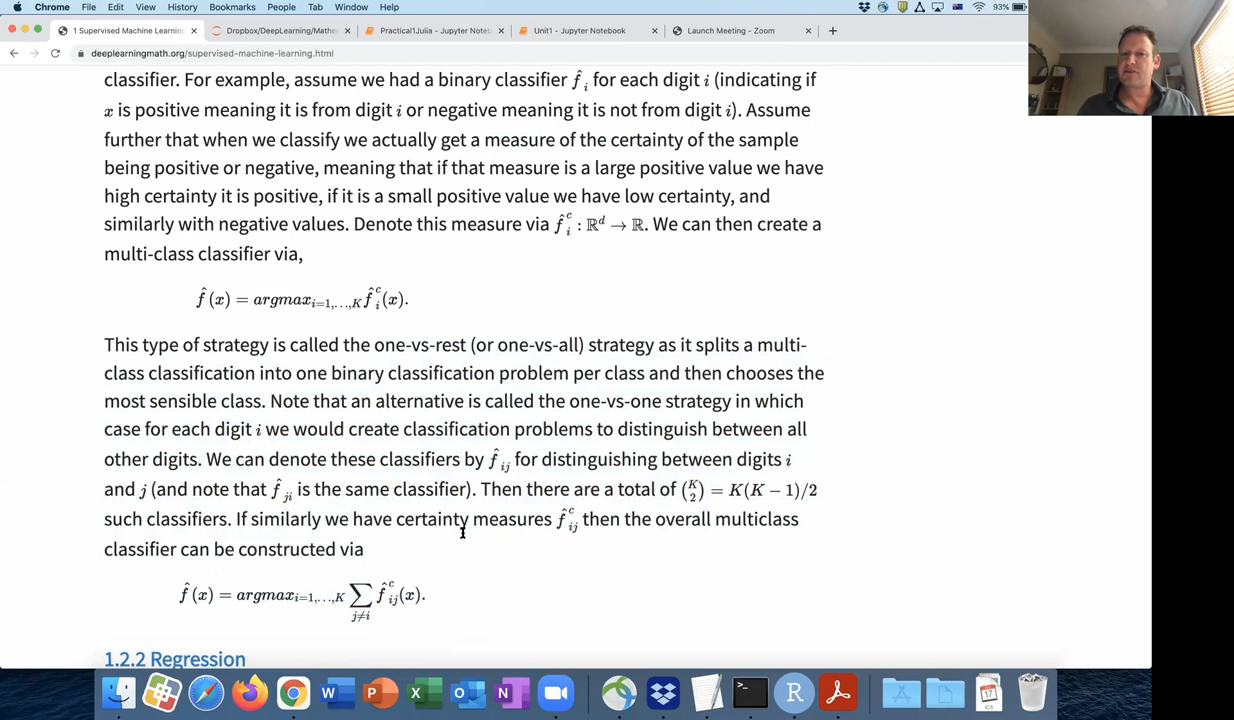 Chrome File Edit View History Bookmarks People Tab Window Help 93%
1 Supervised Machine Learning Dropbox/DeepLearning/Mathe Practical1Julia - Jupyter Noteb Unit1 - Jupyter Notebook Launch Meeting - Zoom
deeplearningmath.org/supervised-machine-learning.html
classifier. For example, assume we had a binary classifier f̂_i for each digit i (indicating if
x is positive meaning it is from digit i or negative meaning it is not from digit i). Assume
further that when we classify we actually get a measure of the certainty of the sample
being positive or negative, meaning that if that measure is a large positive value we have
high certainty it is positive, if it is a small positive value we have low certainty, and
similarly with negative values. Denote this measure via f̂_i^c : ℝ^d → ℝ. We can then create a
multi-class classifier via,
f̂(x) = argmax_{i=1,…,K} f̂_i^c(x).
This type of strategy is called the one-vs-rest (or one-vs-all) strategy as it splits a multi-
class classification into one binary classification problem per class and then chooses the
most sensible class. Note that an alternative is called the one-vs-one strategy in which
case for each digit i we would create classification problems to distinguish between all
other digits. We can denote these classifiers by f̂_ij for distinguishing between digits i
and j (and note that f̂_ji is the same classifier). Then there are a total of (K 2) = K(K − 1)/2
such classifiers. If similarly we have certainty measures f̂_ij^c then the overall multiclass
classifier can be constructed via
f̂(x) = argmax_{i=1,…,K} ∑_{j≠i} f̂_ij^c(x).
1.2.2 Regression